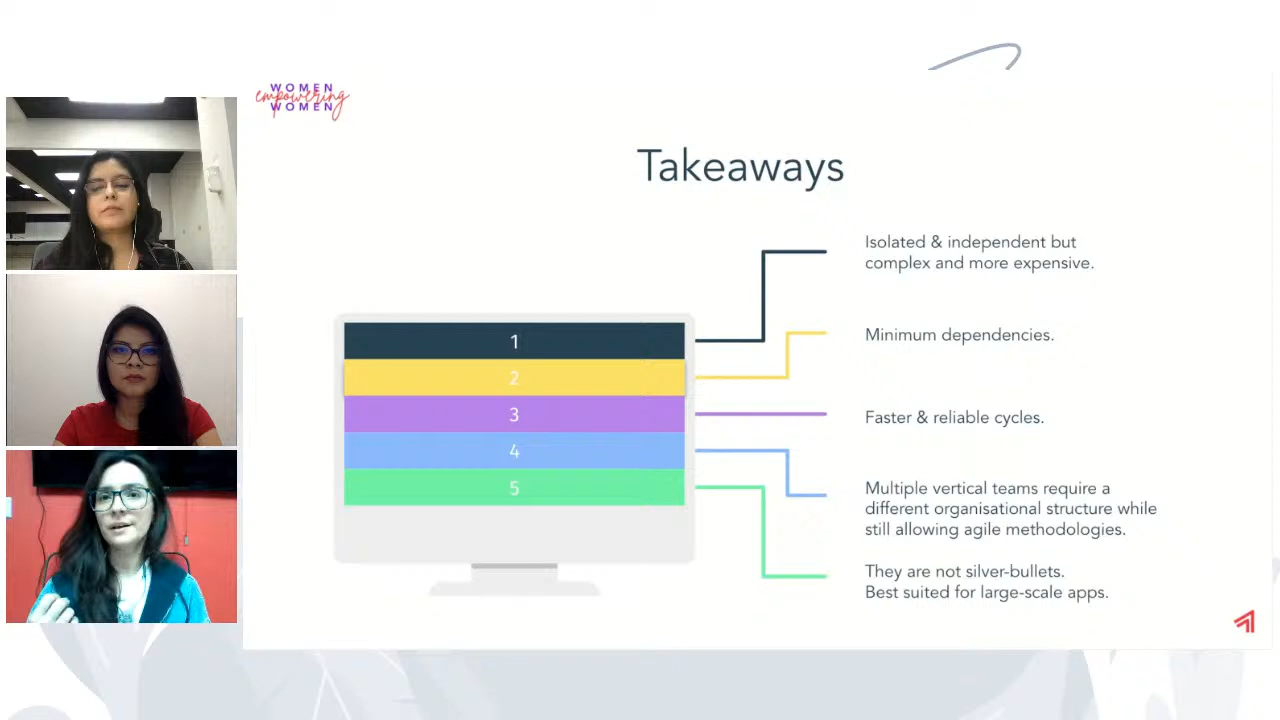 WOMEN
empowering
WOMEN
Takeaways
1
2
3
4
5
Isolated & independent but
complex and more expensive.
Minimum dependencies.
Faster & reliable cycles.
Multiple vertical teams require a
different organisational structure while
still allowing agile methodologies.
They are not silver-bullets.
Best suited for large-scale apps.